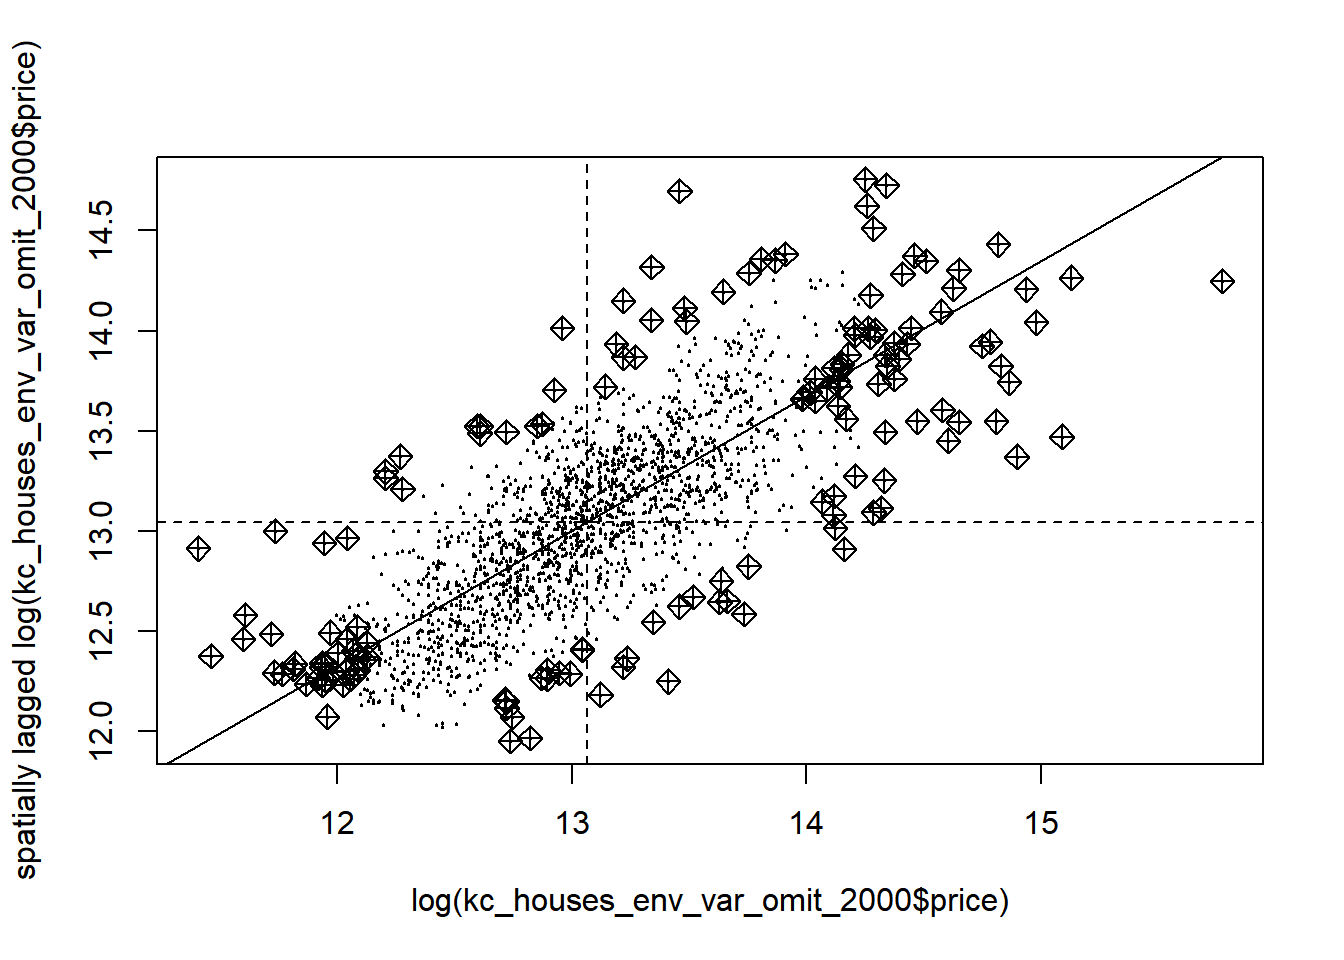 spatially lagged log(kc_houses_env_var_omit_2000$price)
14.5
14.0
13.5
13.0
12.5
12.0
12 13 14 15
log(kc_houses_env_var_omit_2000$price)